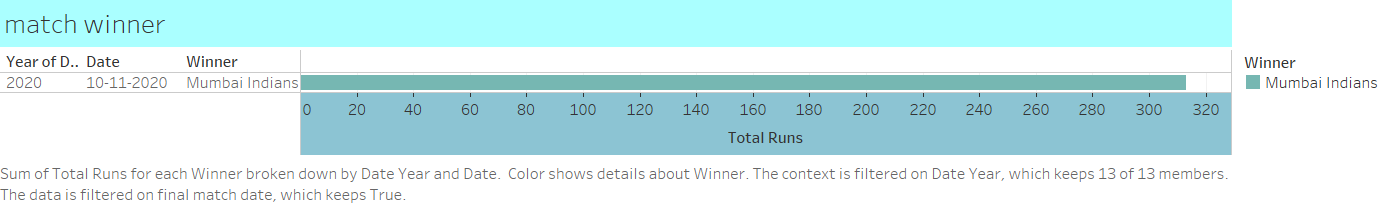 match winner
Year of D.. Date Winner
Winner
2020 10-11-2020 Mumbai Indians
Mumbai Indians
0 20 40 60 80 100 120 140 160 180 200 220 240 260 280 300 320
Total Runs
Sum of Total Runs for each Winner broken down by Date Year and Date. Color shows details about Winner. The context is filtered on Date Year, which keeps 13 of 13 members.
The data is filtered on final match date, which keeps True.